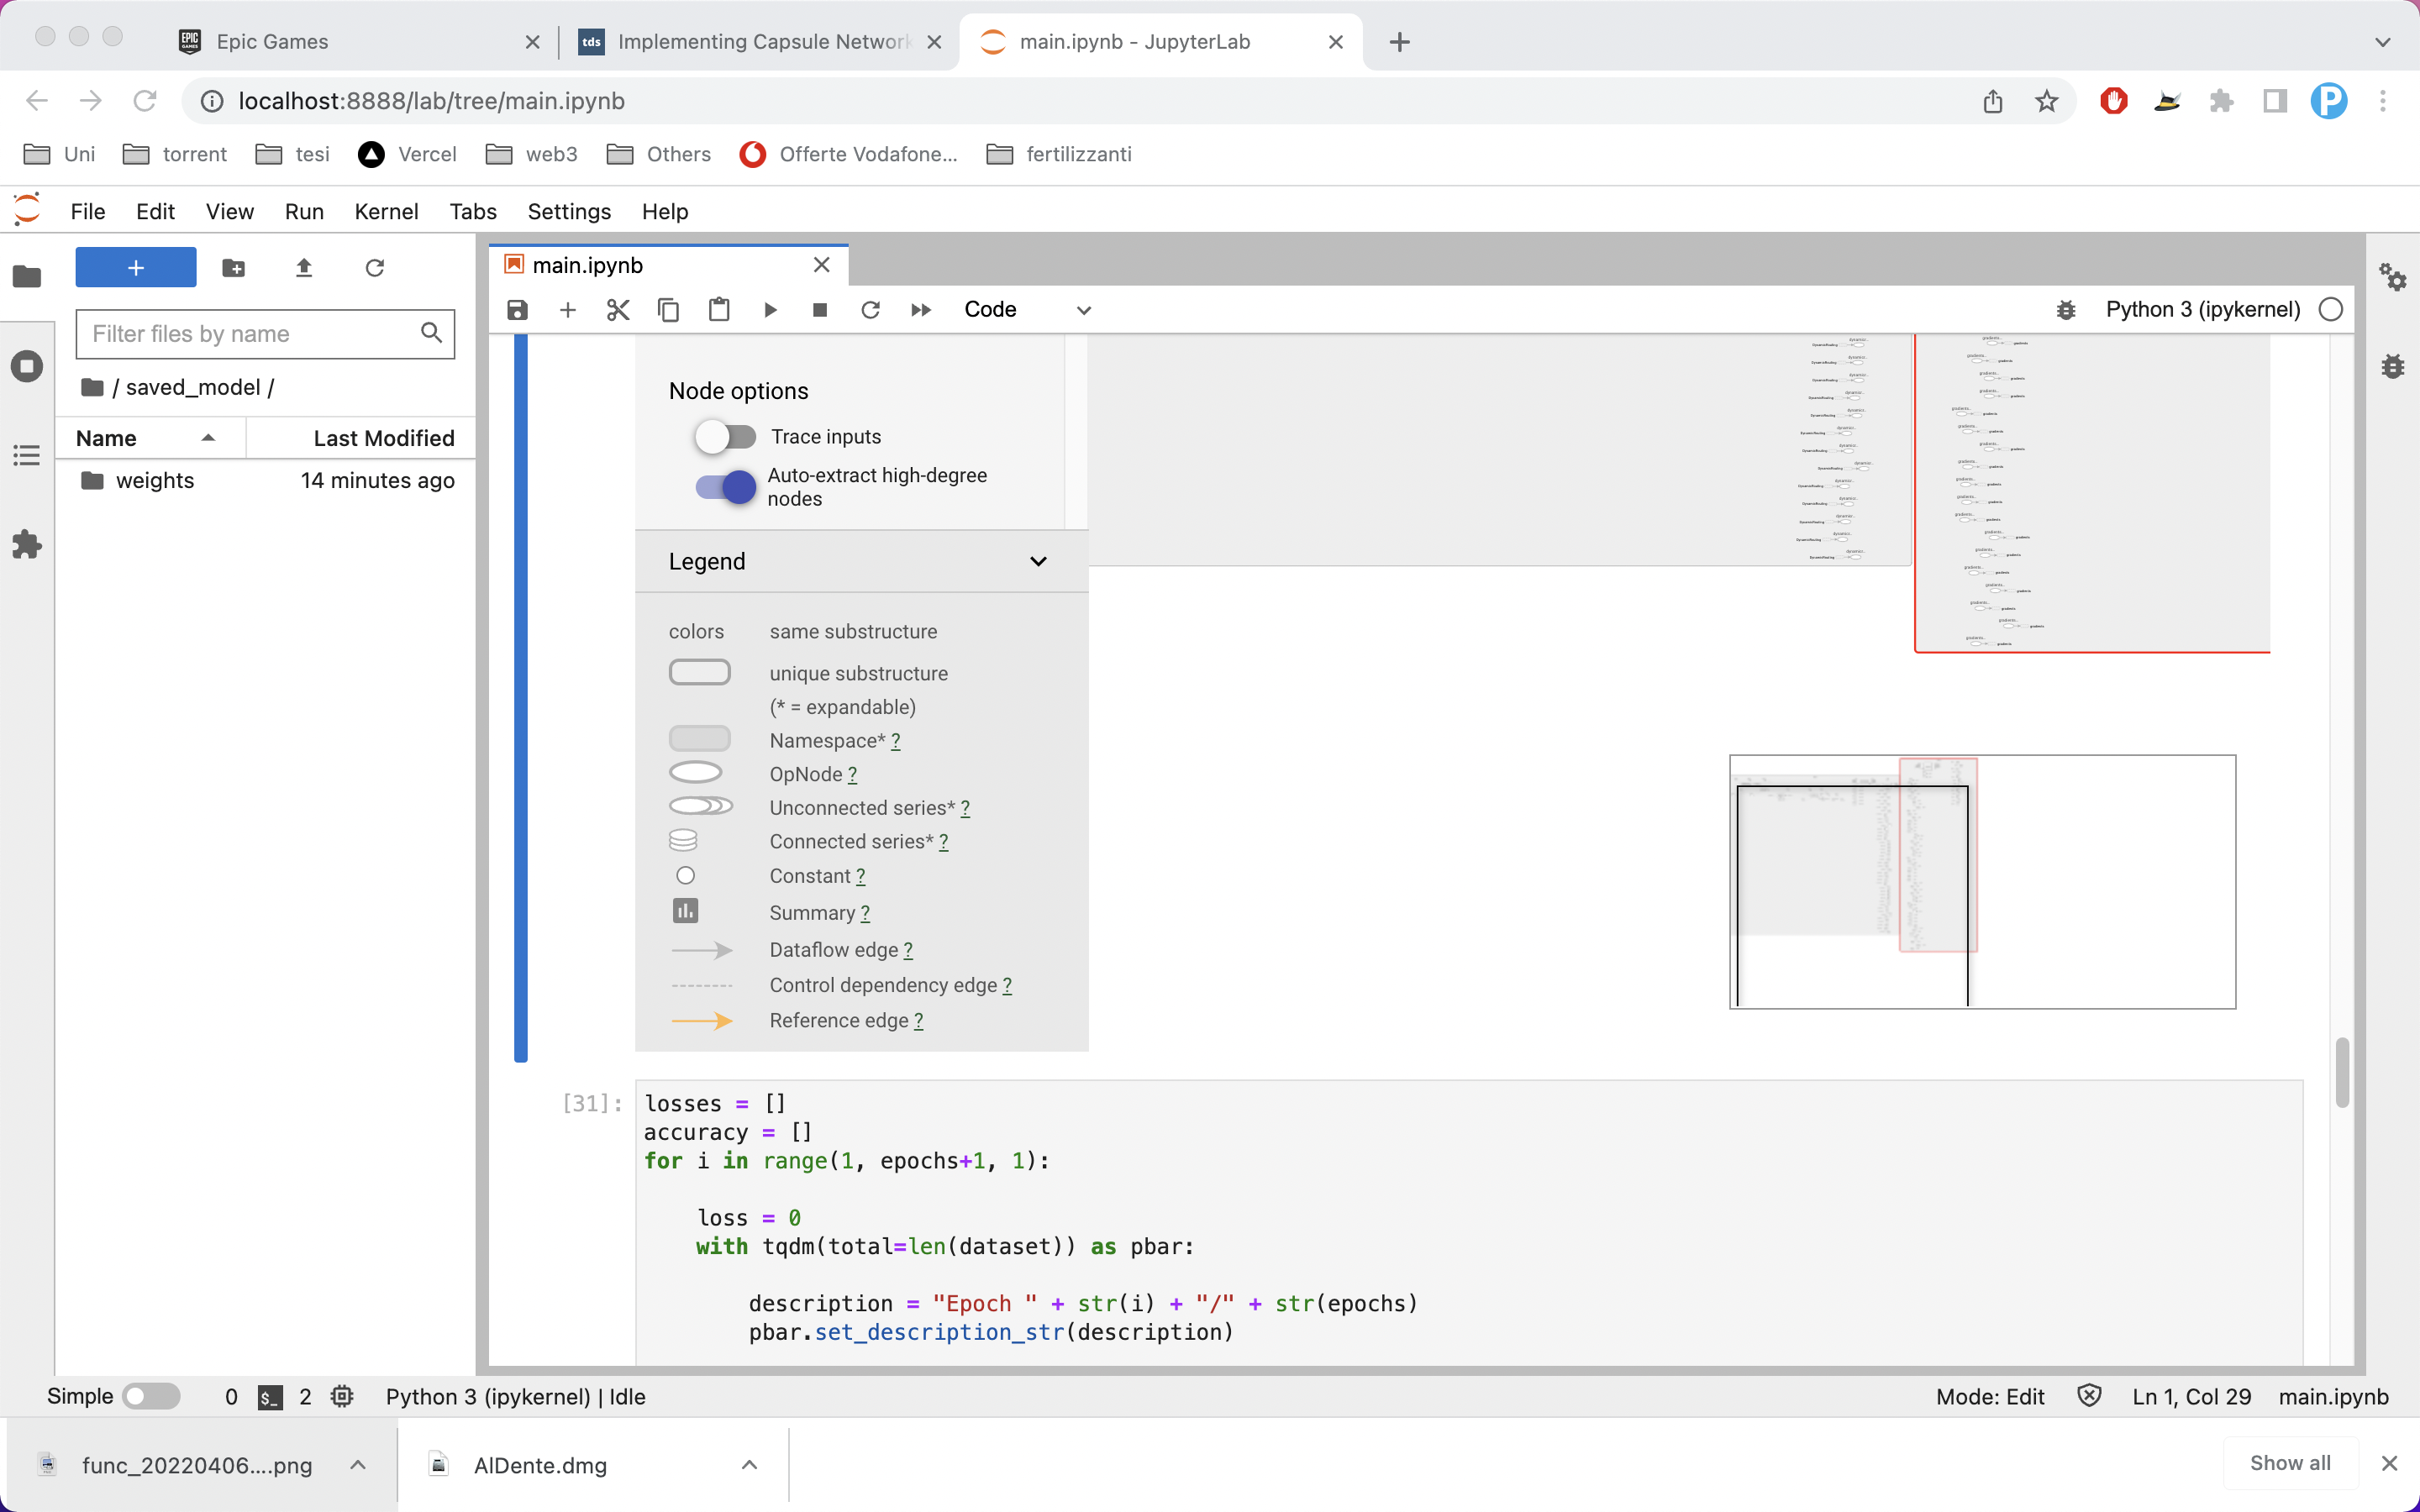 Epic Games
tds Implementing Capsule Network
main.ipynb - JupyterLab
localhost:8888/lab/tree/main.ipynb
P
Uni
torrent
tesi
Vercel
web3
Others
Offerte Vodafone...
fertilizzanti
File Edit View Run Kernel Tabs Settings Help
main.ipynb
Code
Python 3 (ipykernel)
Filter files by name
/ saved_model /
Name Last Modified
weights 14 minutes ago
Node options
Trace inputs
Auto-extract high-degree
nodes
Legend
colors same substructure
unique substructure
(* = expandable)
Namespace* ?
OpNode ?
Unconnected series* ?
Connected series* ?
Constant ?
Summary ?
Dataflow edge ?
Control dependency edge ?
Reference edge ?
[31]: losses = []
accuracy = []
for i in range(1, epochs+1, 1):
loss = 0
with tqdm(total=len(dataset)) as pbar:
description = "Epoch " + str(i) + "/" + str(epochs)
pbar.set_description_str(description)
Simple 0 $_ 2 Python 3 (ipykernel) | Idle
Mode: Edit Ln 1, Col 29 main.ipynb
func_20220406....png
AlDente.dmg
Show all